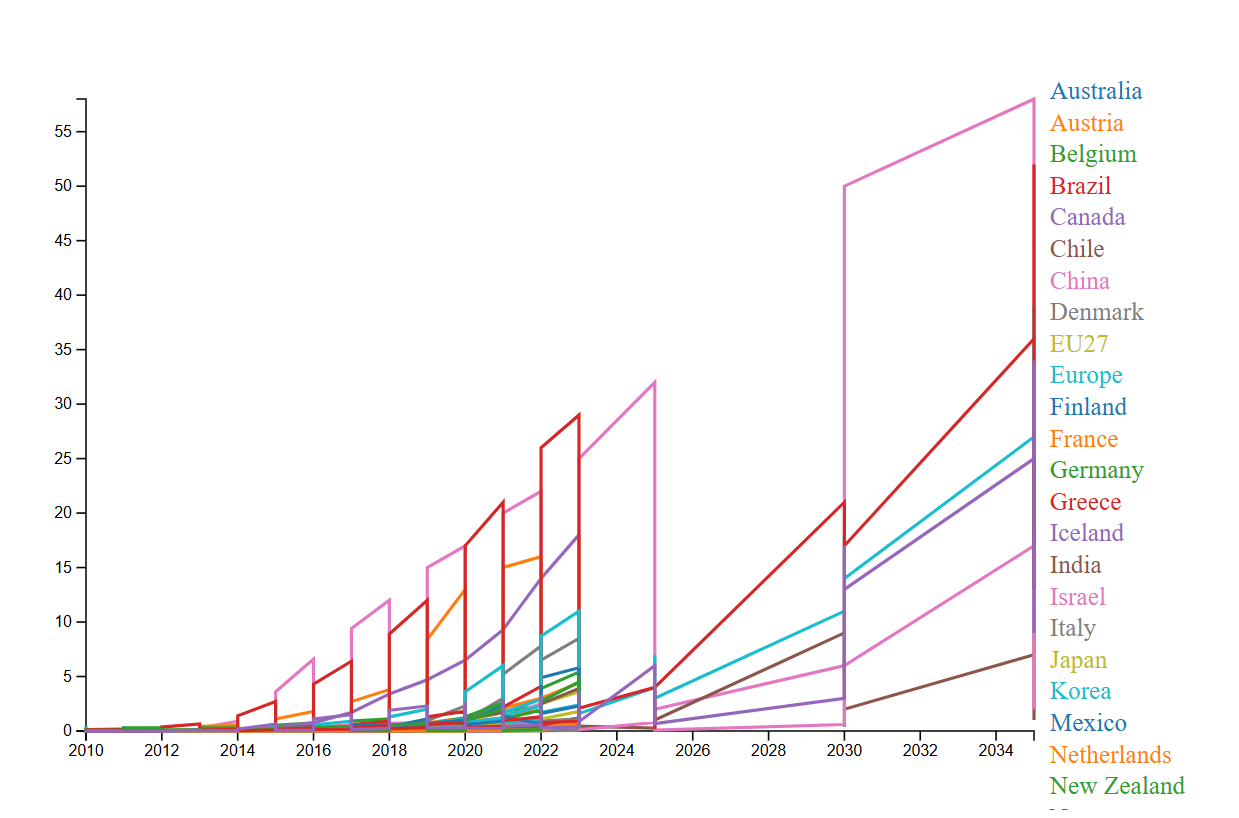 55
50
45
40
35
30
25
20
15
10
5
0
2010 2012 2014 2016 2018 2020 2022 2024 2026 2028 2030 2032 2034
Australia
Austria
Belgium
Brazil
Canada
Chile
China
Denmark
EU27
Europe
Finland
France
Germany
Greece
Iceland
India
Israel
Italy
Japan
Korea
Mexico
Netherlands
New Zealand